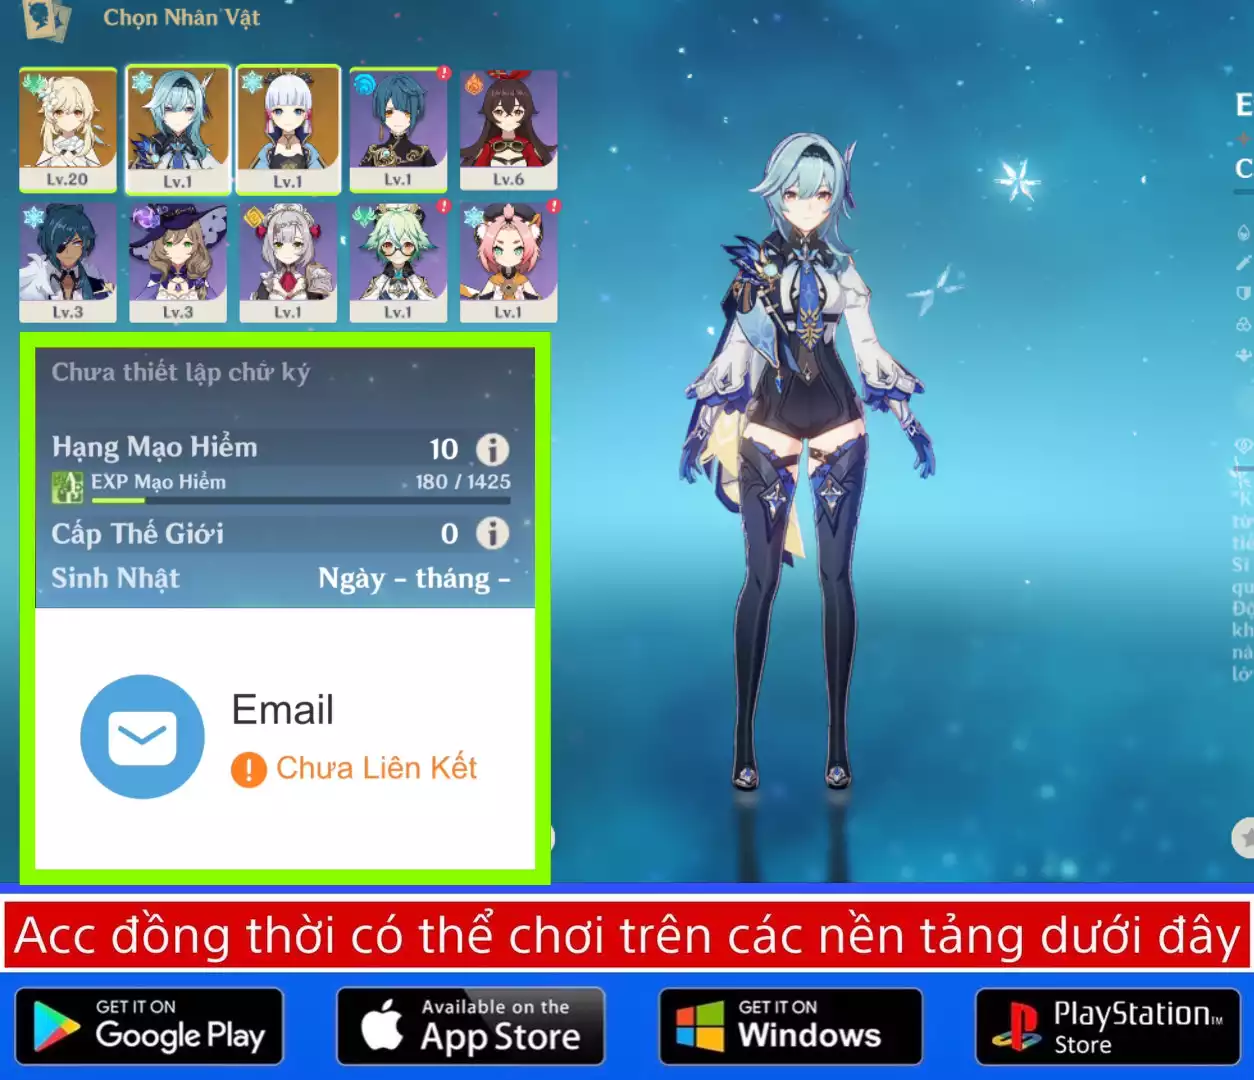 Chọn Nhân Vật
Lv.20
Lv.1
Lv.1
Lv.1
Lv.6
Lv.3
Lv.3
Lv.1
Lv.1
Lv.1
Chưa thiết lập chữ ký
Hạng Mạo Hiểm 10
EXP Mạo Hiểm 180 / 1425
Cấp Thế Giới 0
Sinh Nhật Ngày - tháng -
Email
Chưa Liên Kết
Acc đồng thời có thể chơi trên các nền tảng dưới đây
GET IT ON
Google Play
Available on the
App Store
GET IT ON
Windows
PlayStation™
Store